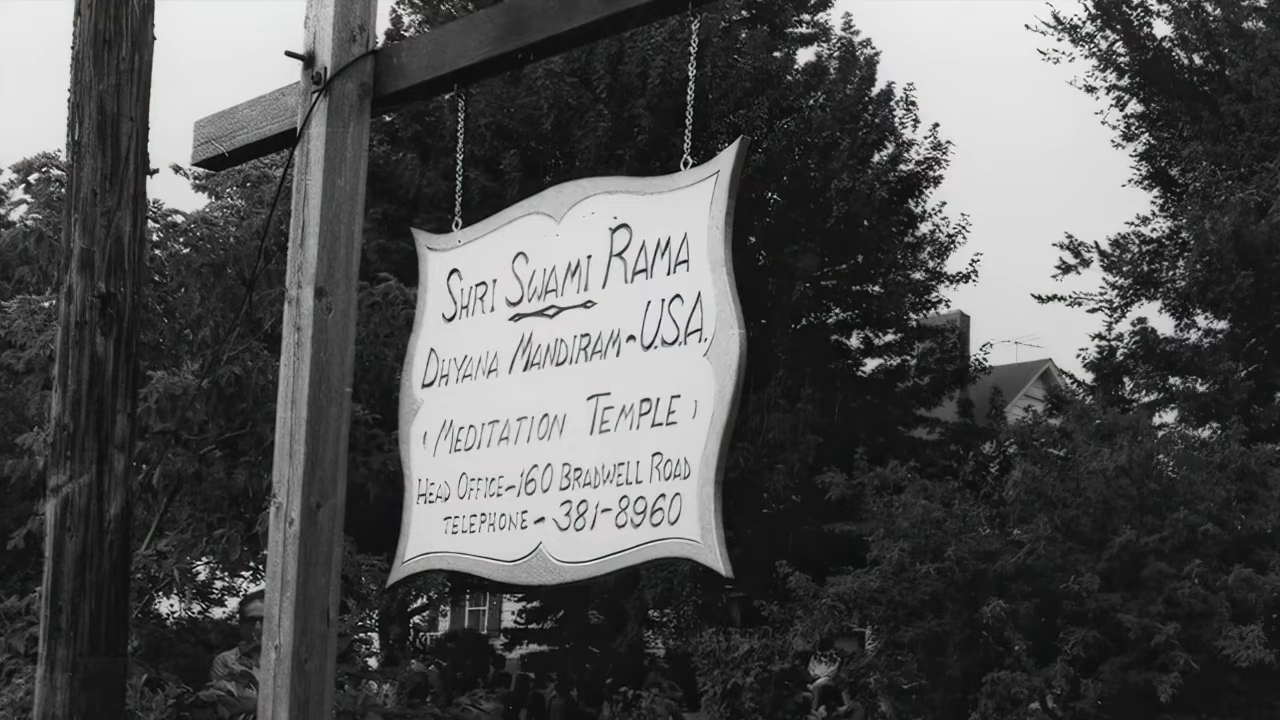 SHRI SWAMI RAMA
DHYANA MANDIRAM-U.S.A.
'MEDITATION TEMPLE'
HEAD OFFICE-160 BRADWELL ROAD
TELEPHONE - 381-8960